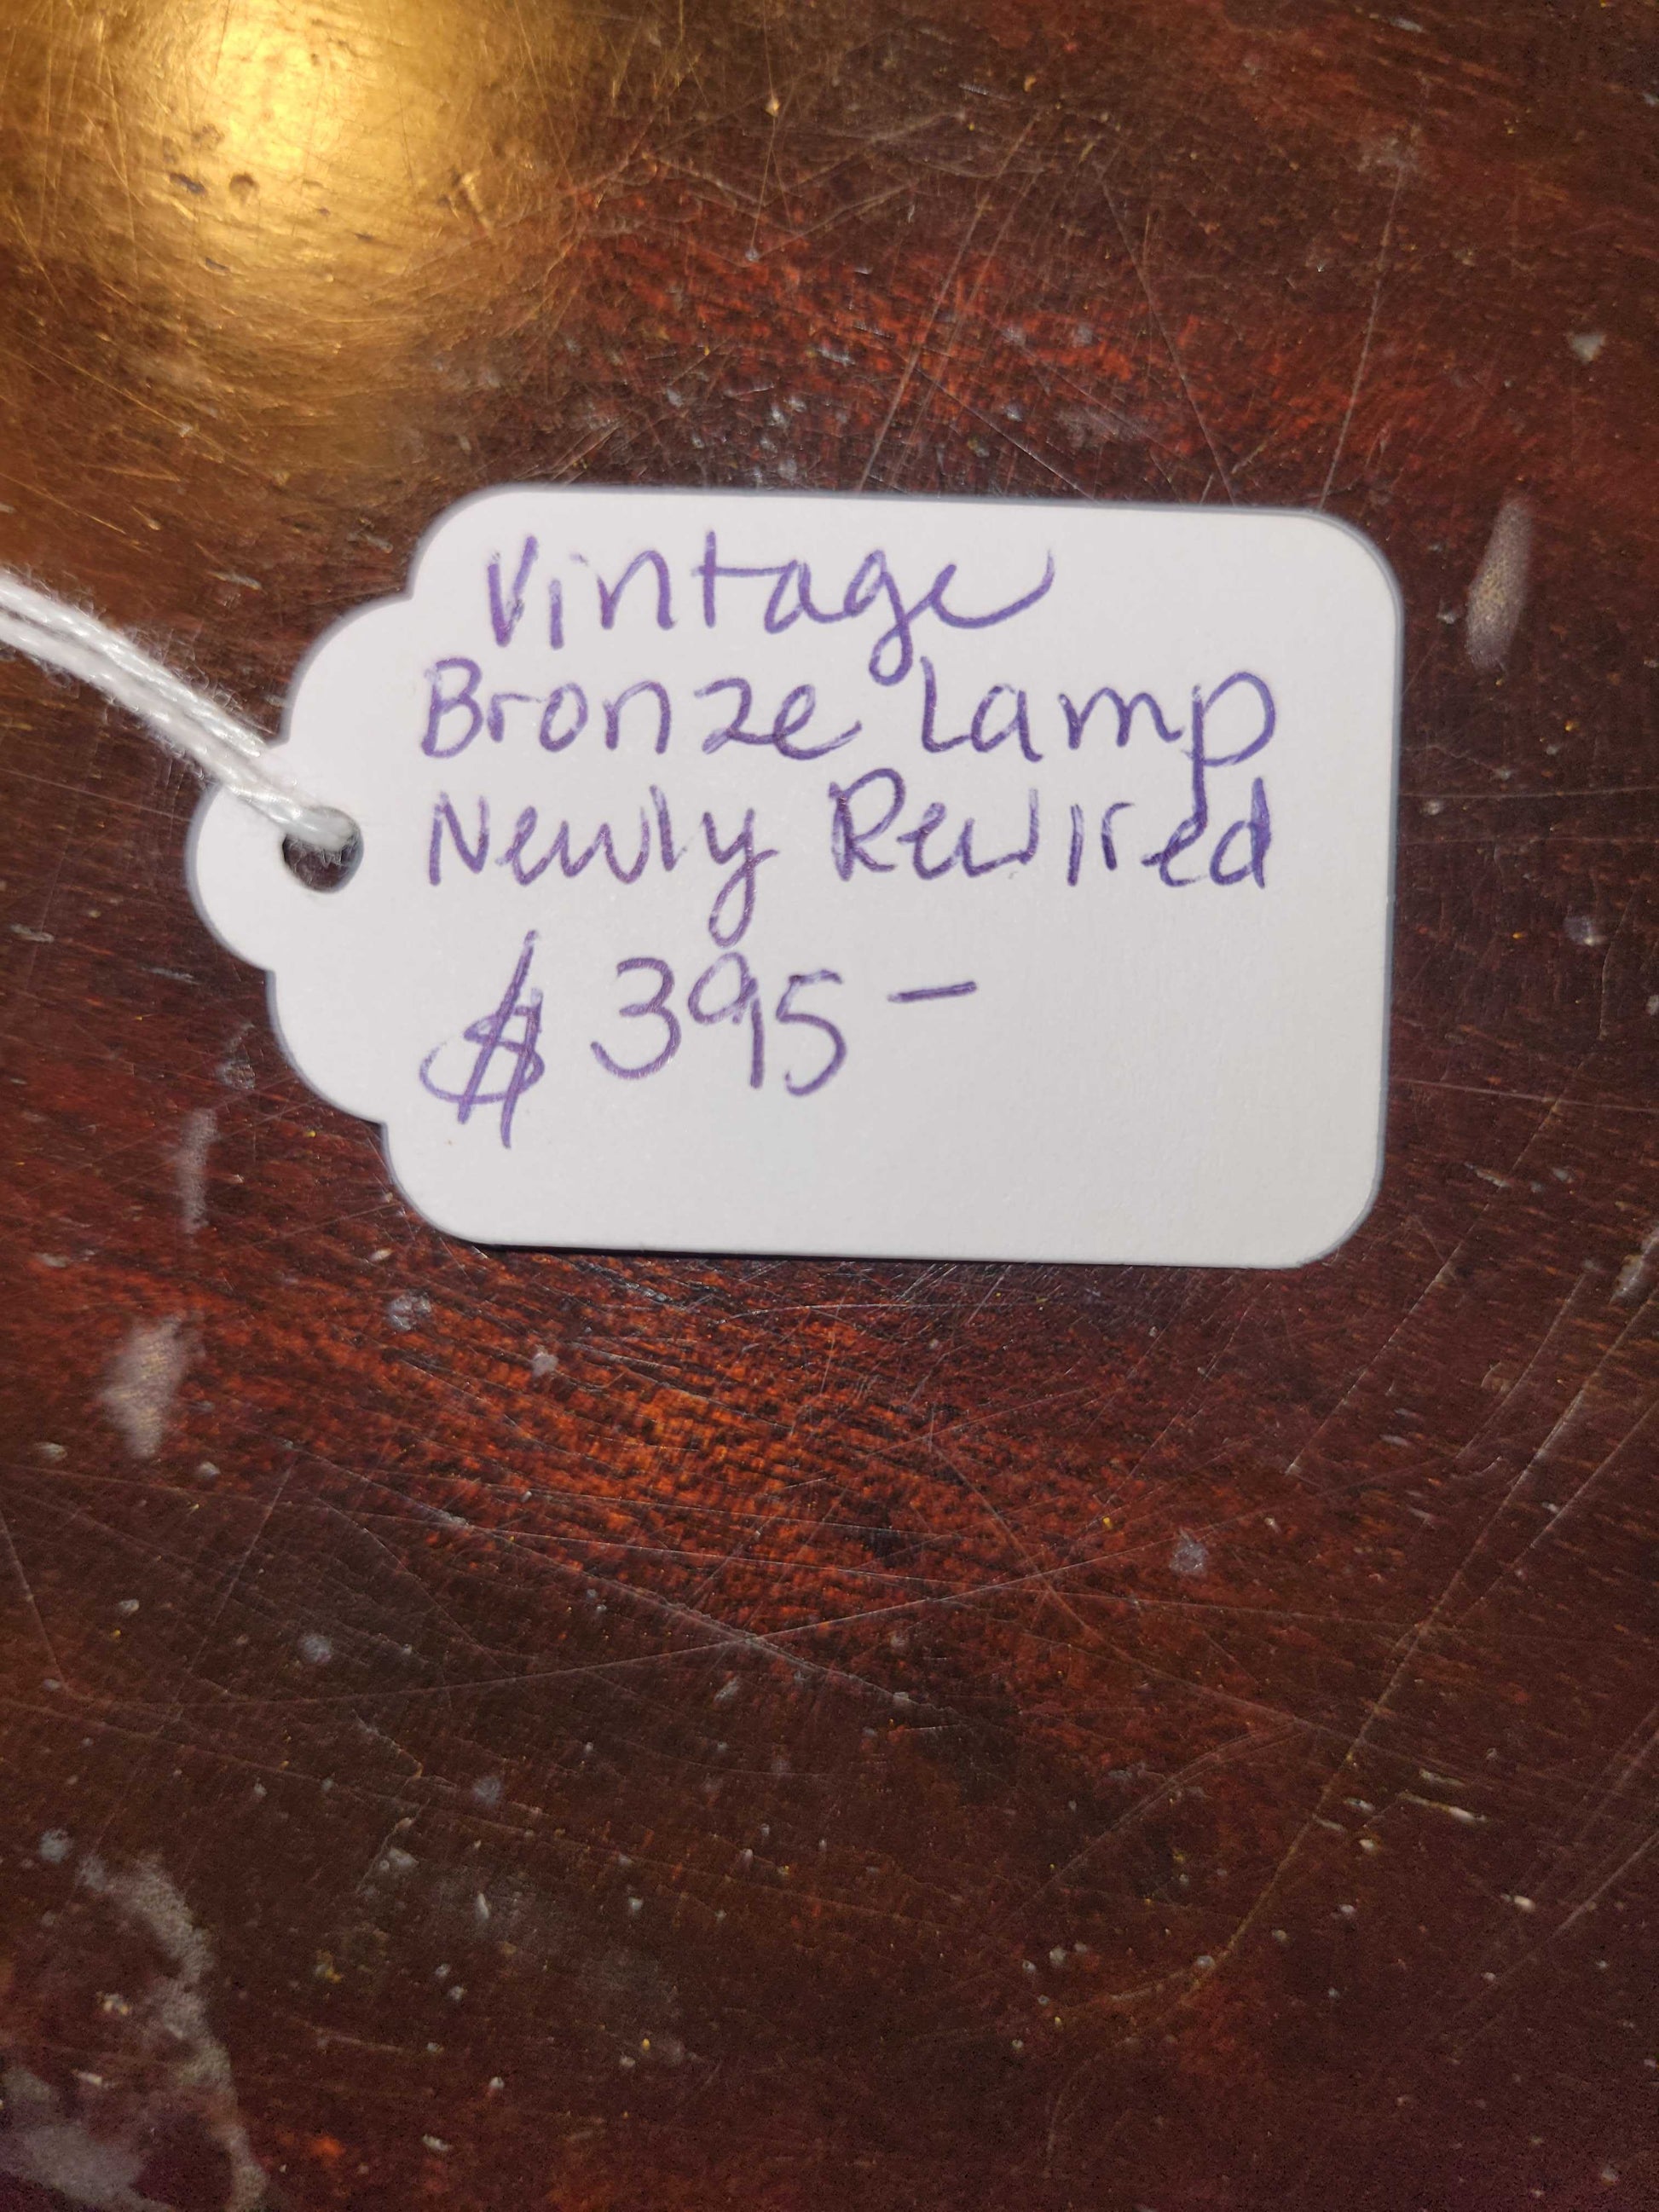 Vintage
Bronze Lamp
Newly Rewired
$ 395-